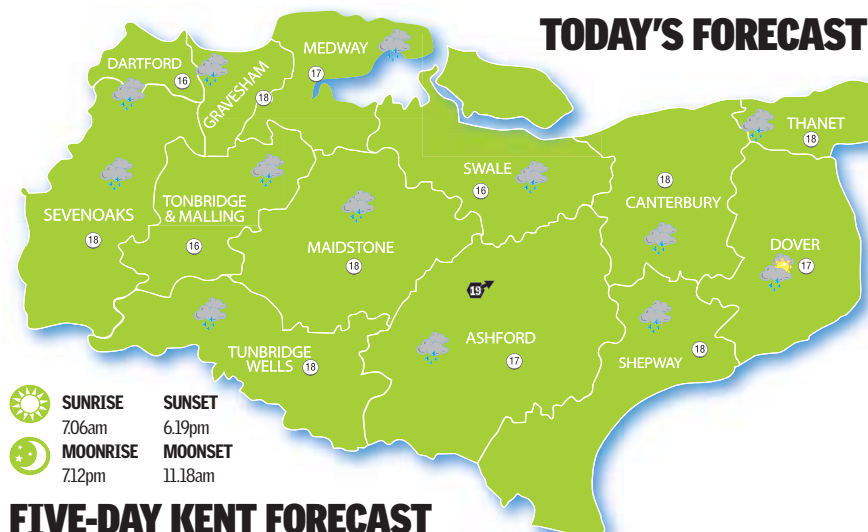 TODAY'S FORECAST
MEDWAY
17
DARTFORD
16
GRAVESHAM
18
THANET
18
SWALE
16
18
CANTERBURY
SEVENOAKS
18
TONBRIDGE
& MALLING
16
MAIDSTONE
18
DOVER
17
19
ASHFORD
17
TUNBRIDGE
WELLS 18
SHEPWAY
18
SUNRISE SUNSET
7.06am 6.19pm
MOONRISE MOONSET
7.12pm 11.18am
FIVE-DAY KENT FORECAST